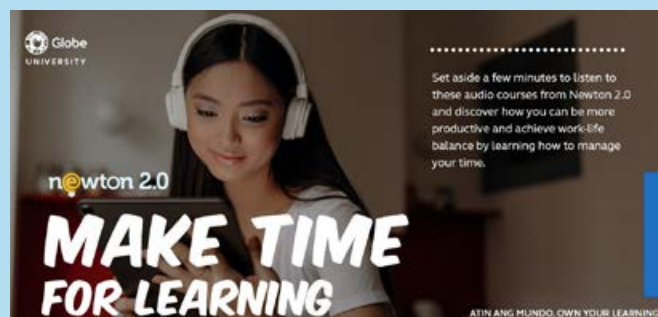 Globe
UNIVERSITY
Set aside a few minutes to listen to
these audio courses from Newton 2.0
and discover how you can be more
productive and achieve work-life
balance by learning how to manage
your time.
newton 2.0
MAKE TIME
FOR LEARNING
ATIN ANG MUNDO. OWN YOUR LEARNING